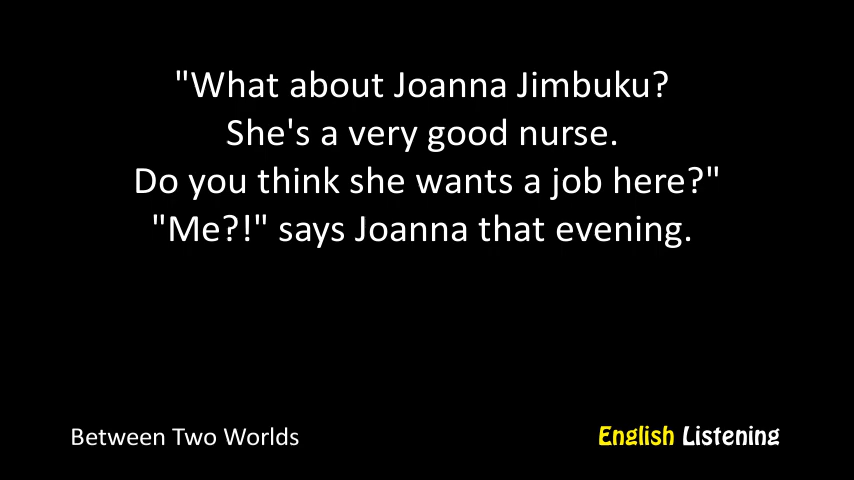 "What about Joanna Jimbuku?
She's a very good nurse.
Do you think she wants a job here?"
"Me?!" says Joanna that evening.
Between Two Worlds
English Listening